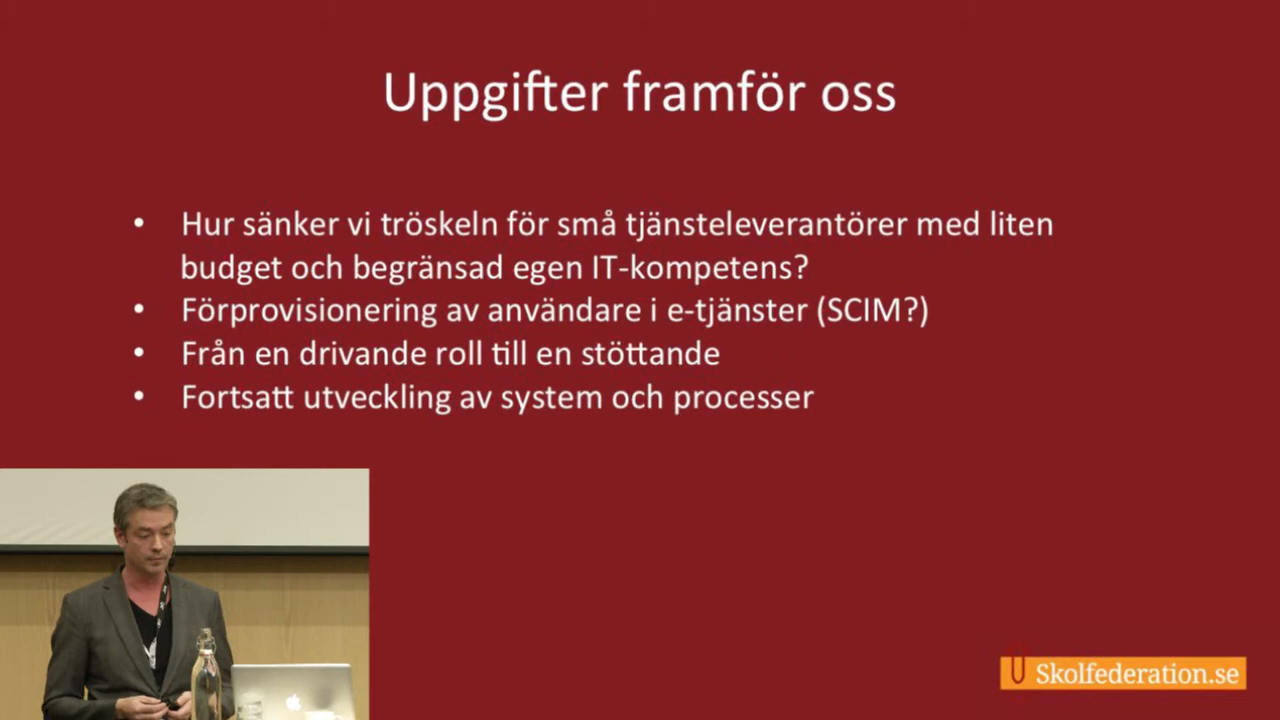 Uppgifter framför oss
• Hur sänker vi tröskeln för små tjänsteleverantörer med liten
budget och begränsad egen IT-kompetens?
• Förprovisionering av användare i e-tjänster (SCIM?)
• Från en drivande roll till en stöttande
• Fortsatt utveckling av system och processer
Skolfederation.se